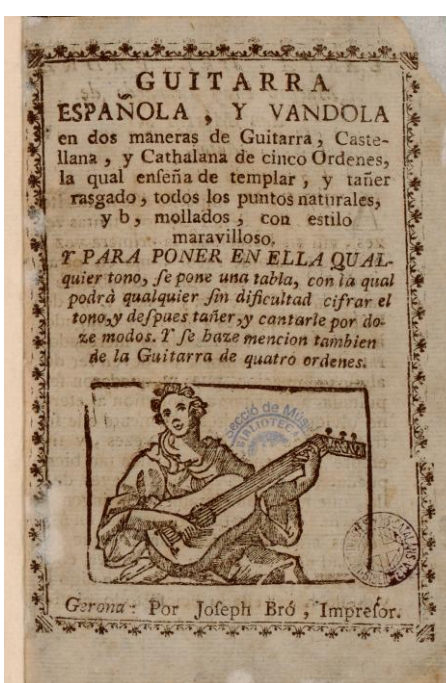 GUITARRA
ESPAÑOLA , Y VANDOLA
en dos maneras de Guitarra, Caste-
llana , y Cathalana de cinco Ordenes,
la qual enſeña de templar , y tañer
rasgado , todos los puntos naturales,
y b, mollados , con estilo
maravilloso.
Y PARA PONER EN ELLA QUAL-
quier tono, ſe pone una tabla, con la qual
podrà qualquier ſin dificultad cifrar el
tono,y deſpues tañer,y cantarle por do-
ze modos. Y ſe haze mencion tambien
de la Guitarra de quatro ordenes.
Secció de
BIBLIOTECA
Gerona: Por Joſeph Bró , Impreſor.